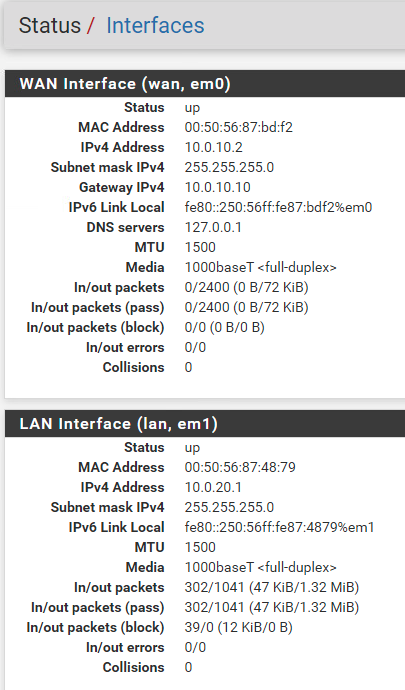 Status / Interfaces
WAN Interface (wan, em0)
Status up
MAC Address 00:50:56:87:bd:f2
IPv4 Address 10.0.10.2
Subnet mask IPv4 255.255.255.0
Gateway IPv4 10.0.10.10
IPv6 Link Local fe80::250:56ff:fe87:bdf2%em0
DNS servers 127.0.0.1
MTU 1500
Media 1000baseT <full-duplex>
In/out packets 0/2400 (0 B/72 KiB)
In/out packets (pass) 0/2400 (0 B/72 KiB)
In/out packets (block) 0/0 (0 B/0 B)
In/out errors 0/0
Collisions 0
LAN Interface (lan, em1)
Status up
MAC Address 00:50:56:87:48:79
IPv4 Address 10.0.20.1
Subnet mask IPv4 255.255.255.0
IPv6 Link Local fe80::250:56ff:fe87:4879%em1
MTU 1500
Media 1000baseT <full-duplex>
In/out packets 302/1041 (47 KiB/1.32 MiB)
In/out packets (pass) 302/1041 (47 KiB/1.32 MiB)
In/out packets (block) 39/0 (12 KiB/0 B)
In/out errors 0/0
Collisions 0